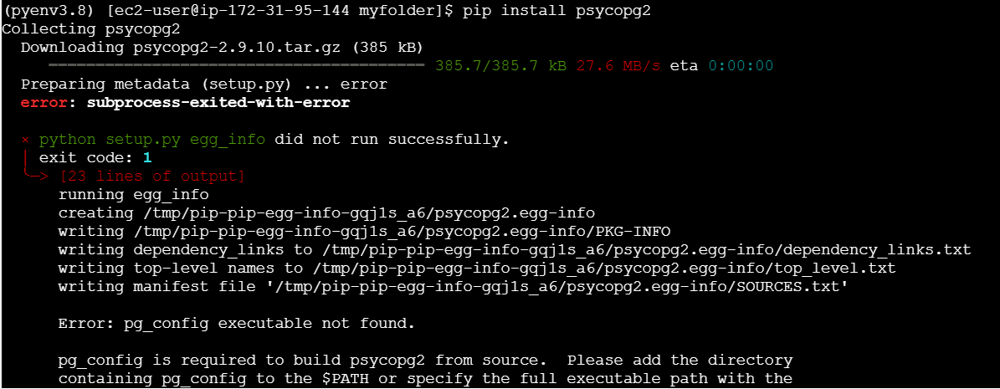 (pyenv3.8) [ec2-user@ip-172-31-95-144 myfolder]$ pip install psycopg2
Collecting psycopg2
  Downloading psycopg2-2.9.10.tar.gz (385 kB)
     ━━━━━━━━━━━━━━━━━━━━━━━━━━━━━━━━━━━━━━━━ 385.7/385.7 kB 27.6 MB/s eta 0:00:00
  Preparing metadata (setup.py) ... error
  error: subprocess-exited-with-error

  × python setup.py egg_info did not run successfully.
  │ exit code: 1
  ╰─> [23 lines of output]
      running egg_info
      creating /tmp/pip-pip-egg-info-gqj1s_a6/psycopg2.egg-info
      writing /tmp/pip-pip-egg-info-gqj1s_a6/psycopg2.egg-info/PKG-INFO
      writing dependency_links to /tmp/pip-pip-egg-info-gqj1s_a6/psycopg2.egg-info/dependency_links.txt
      writing top-level names to /tmp/pip-pip-egg-info-gqj1s_a6/psycopg2.egg-info/top_level.txt
      writing manifest file '/tmp/pip-pip-egg-info-gqj1s_a6/psycopg2.egg-info/SOURCES.txt'

      Error: pg_config executable not found.

      pg_config is required to build psycopg2 from source.  Please add the directory
      containing pg_config to the $PATH or specify the full executable path with the